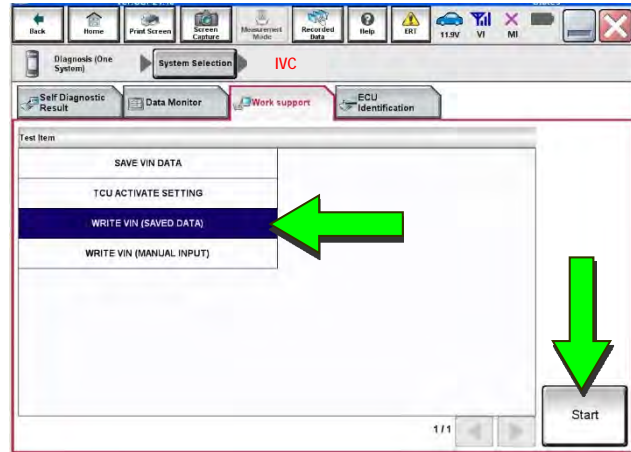 Back
Home
Print Screen
Screen Capture
Measurement Mode
Recorded Data
Help
ERT
11.9V
VI
MI
Diagnosis (One System)
System Selection
IVC
Self Diagnostic Result
Data Monitor
Work support
ECU Identification
Test Item
SAVE VIN DATA
TCU ACTIVATE SETTING
WRITE VIN (SAVED DATA)
WRITE VIN (MANUAL INPUT)
1/1
Start